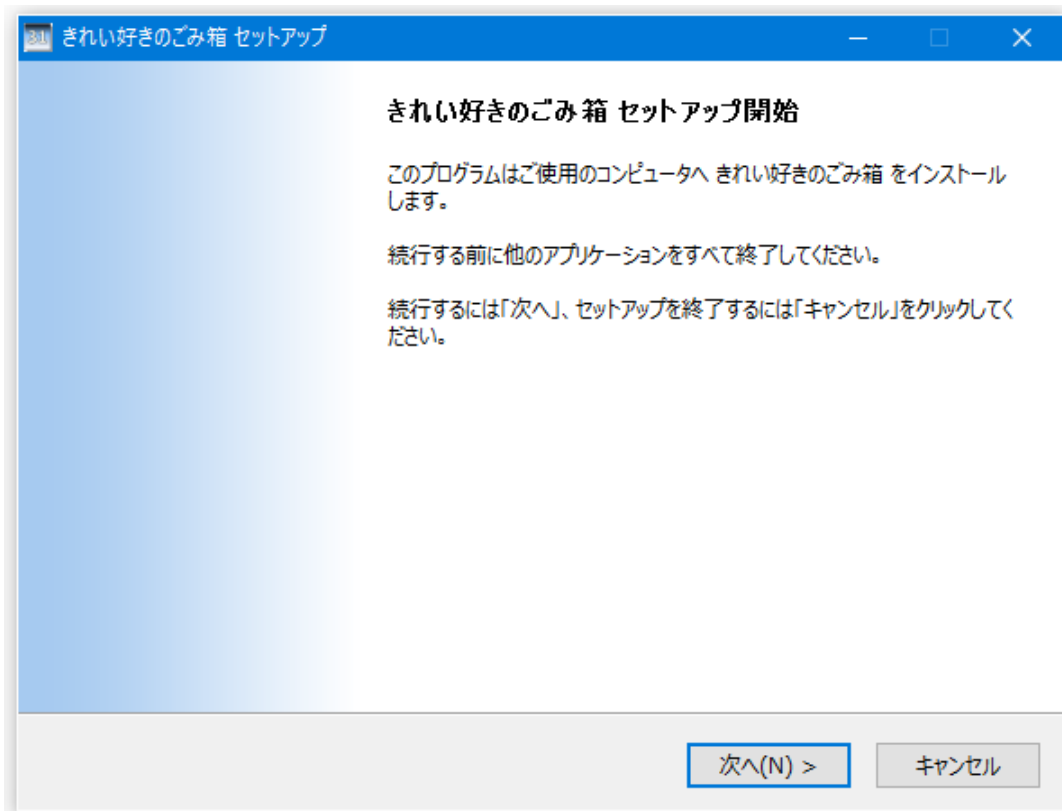 31 きれい好きのごみ箱 セットアップ
きれい好きのごみ箱 セットアップ開始
このプログラムはご使用のコンピュータへ きれい好きのごみ箱 をインストール
します。
続行する前に他のアプリケーションをすべて終了してください。
続行するには「次へ」、セットアップを終了するには「キャンセル」をクリックしてく
ださい。
次へ(N) >
キャンセル